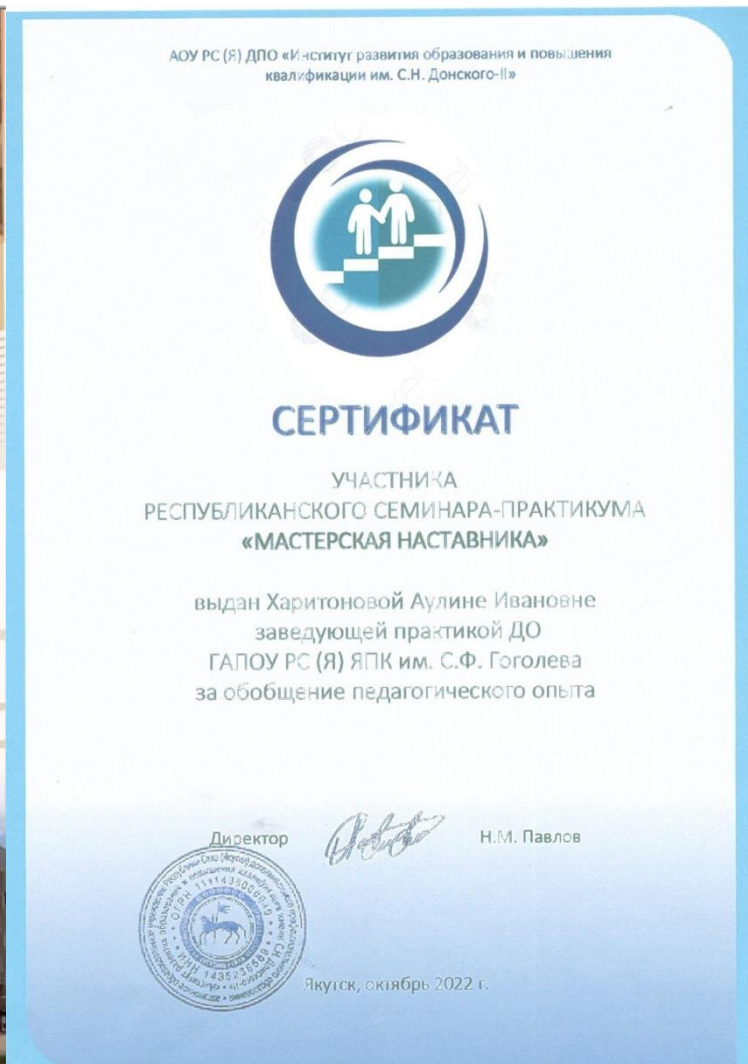 АОУ РС (Я) ДПО «Институт развития образования и повышения
квалификации им. С.Н. Донского-II»
СЕРТИФИКАТ
УЧАСТНИКА
РЕСПУБЛИКАНСКОГО СЕМИНАРА-ПРАКТИКУМА
«МАСТЕРСКАЯ НАСТАВНИКА»
выдан Харитоновой Аулине Ивановне
заведующей практикой ДО
ГАПОУ РС (Я) ЯПК им. С.Ф. Гоголева
за обобщение педагогического опыта
Директор
Н.М. Павлов
Якутск, октябрь 2022 г.